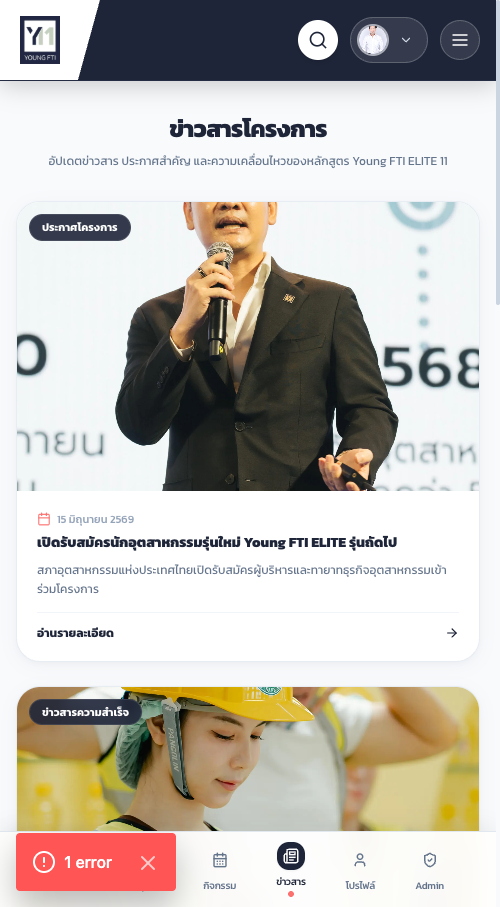 YI1
YOUNG FTI
ข่าวสารโครงการ
อัปเดตข่าวสาร ประกาศสำคัญ และความเคลื่อนไหวของหลักสูตร Young FTI ELITE 11
ประกาศโครงการ
568
กายน
ตสาห
15 มิถุนายน 2569
เปิดรับสมัครนักอุตสาหกรรมรุ่นใหม่ Young FTI ELITE รุ่นถัดไป
สภาอุตสาหกรรมแห่งประเทศไทยเปิดรับสมัครผู้บริหารและทายาทธุรกิจอุตสาหกรรมเข้า
ร่วมโครงการ
อ่านรายละเอียด
ข่าวสารความสำเร็จ
PANGOLIN
1 error
กิจกรรม
ข่าวสาร
โปรไฟล์
Admin